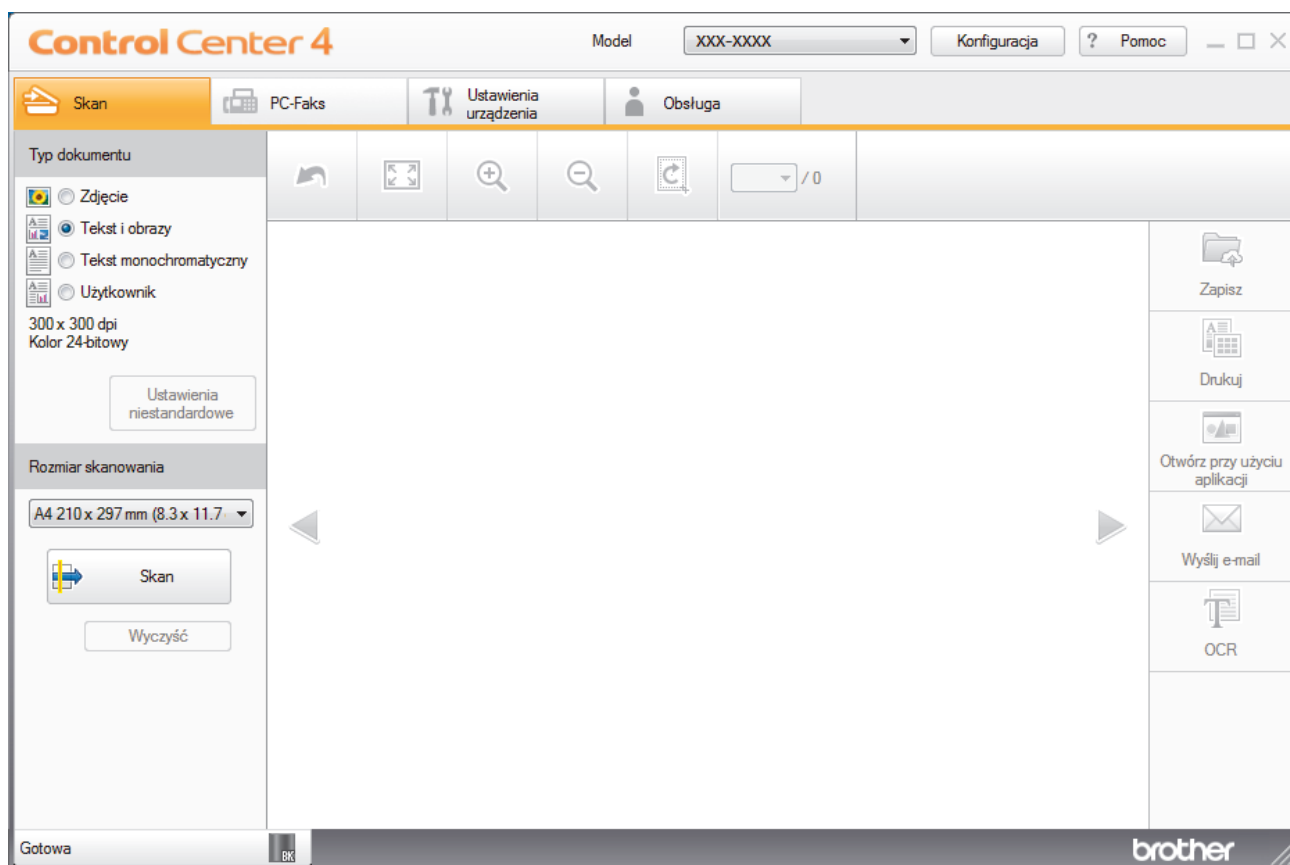 Control Center 4
Model
XXX-XXXX
Konfiguracja
? Pomoc
Skan
PC-Faks
Ustawienia
urządzenia
Obsługa
Typ dokumentu
Zdjęcie
Tekst i obrazy
Tekst monochromatyczny
Użytkownik
300 x 300 dpi
Kolor 24-bitowy
Ustawienia
niestandardowe
Rozmiar skanowania
A4 210 x 297 mm (8.3 x 11.7
Skan
Wyczyść
/ 0
Zapisz
Drukuj
Otwórz przy użyciu
aplikacji
Wyślij e-mail
OCR
Gotowa
BK
brother